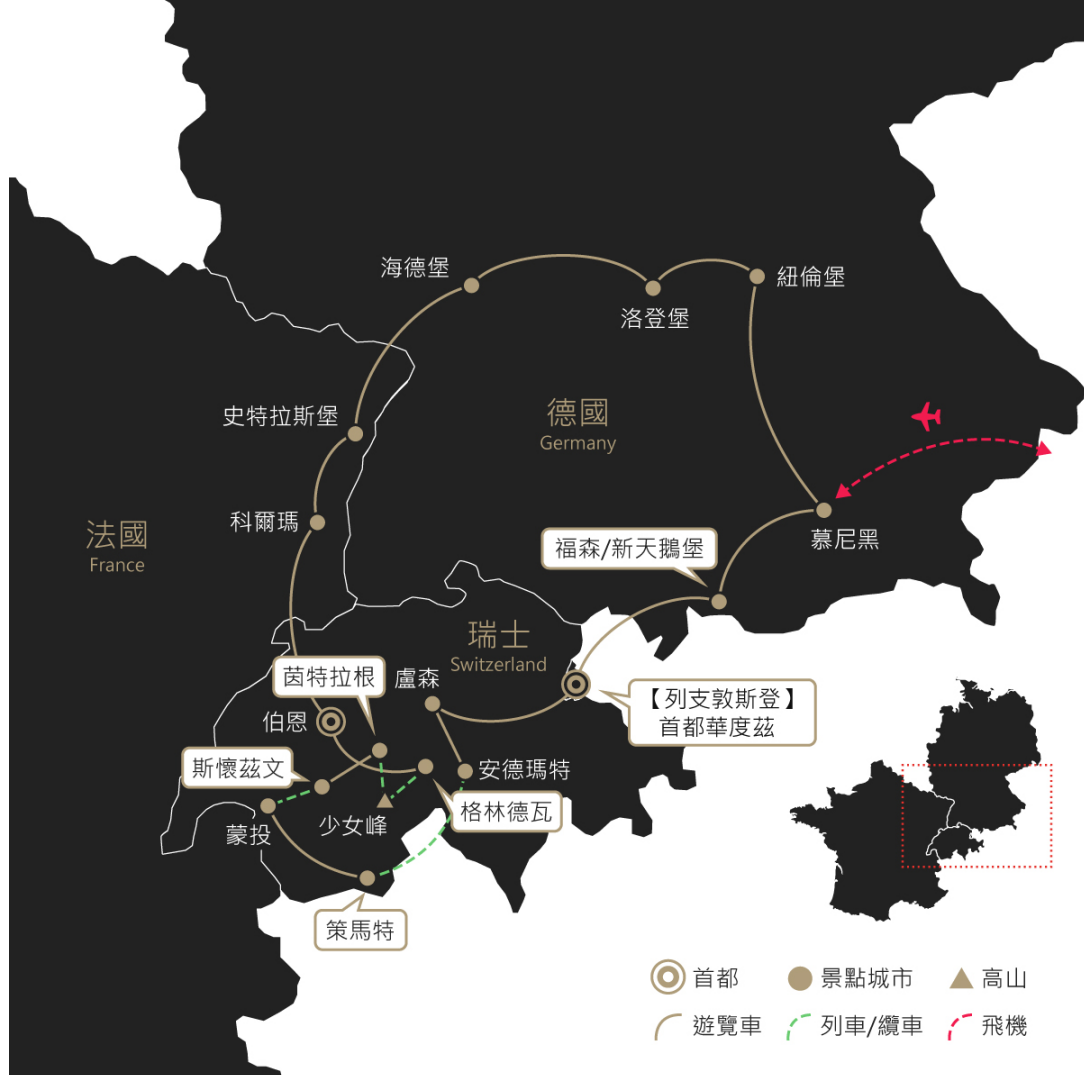 海德堡
紐倫堡
洛登堡
史特拉斯堡
德國
Germany
科爾瑪
法國
France
慕尼黑
福森/新天鵝堡
瑞士
Switzerland
茵特拉根
盧森
伯恩
【列支敦斯登】
首都華度茲
斯懷茲文
安德瑪特
格林德瓦
少女峰
蒙投
策馬特
首都
景點城市
高山
遊覽車
列車/纜車
飛機